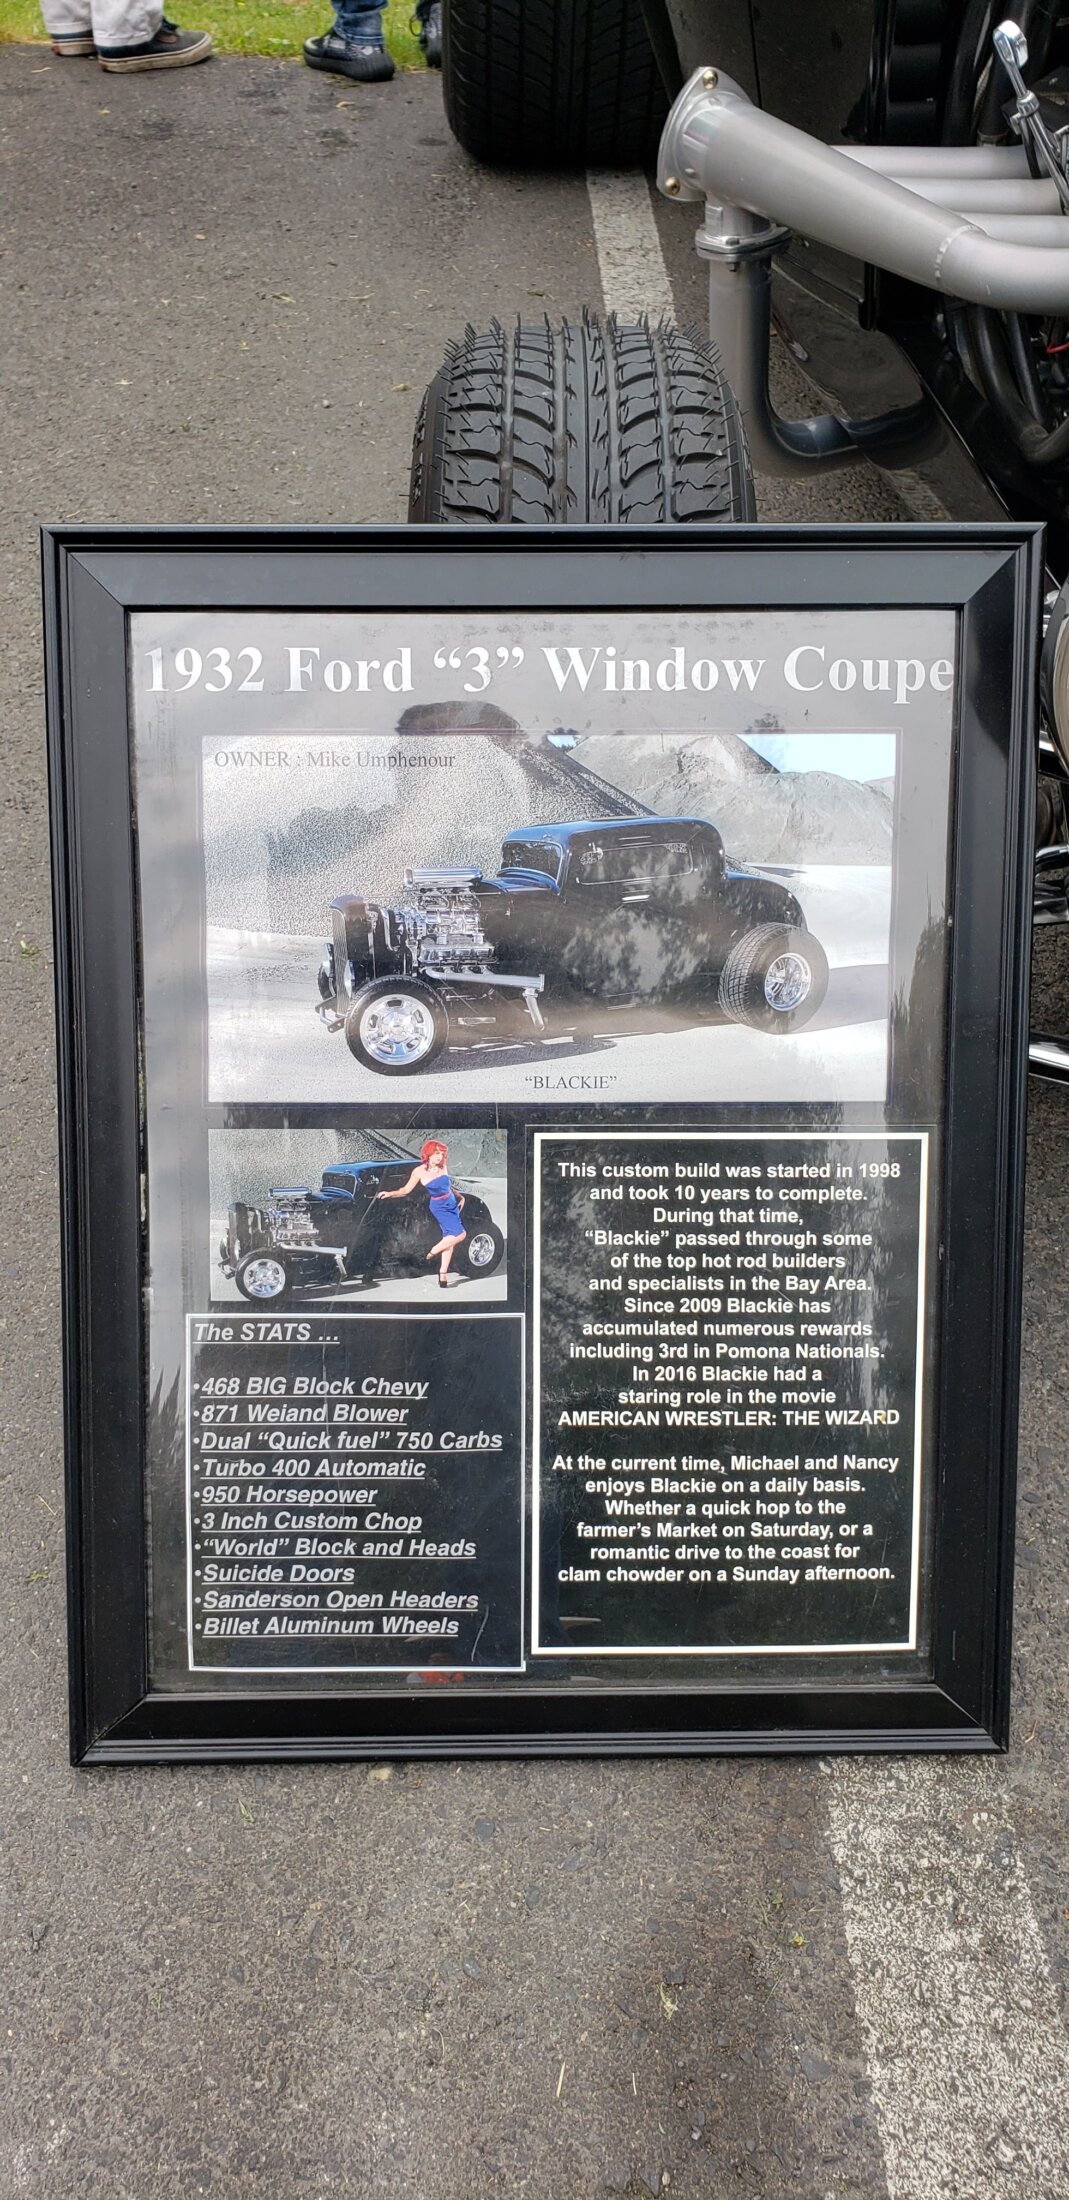 1932 Ford “3” Window Coupe
OWNER : Mike Umphenour
“BLACKIE”
This custom build was started in 1998
and took 10 years to complete.
During that time,
“Blackie” passed through some
of the top hot rod builders
and specialists in the Bay Area.
Since 2009 Blackie has
accumulated numerous rewards
including 3rd in Pomona Nationals.
In 2016 Blackie had a
staring role in the movie
AMERICAN WRESTLER: THE WIZARD
At the current time, Michael and Nancy
enjoys Blackie on a daily basis.
Whether a quick hop to the
farmer’s Market on Saturday, or a
romantic drive to the coast for
clam chowder on a Sunday afternoon.
The STATS ...
•468 BIG Block Chevy
•871 Weiand Blower
•Dual “Quick fuel” 750 Carbs
•Turbo 400 Automatic
•950 Horsepower
•3 Inch Custom Chop
•“World” Block and Heads
•Suicide Doors
•Sanderson Open Headers
•Billet Aluminum Wheels